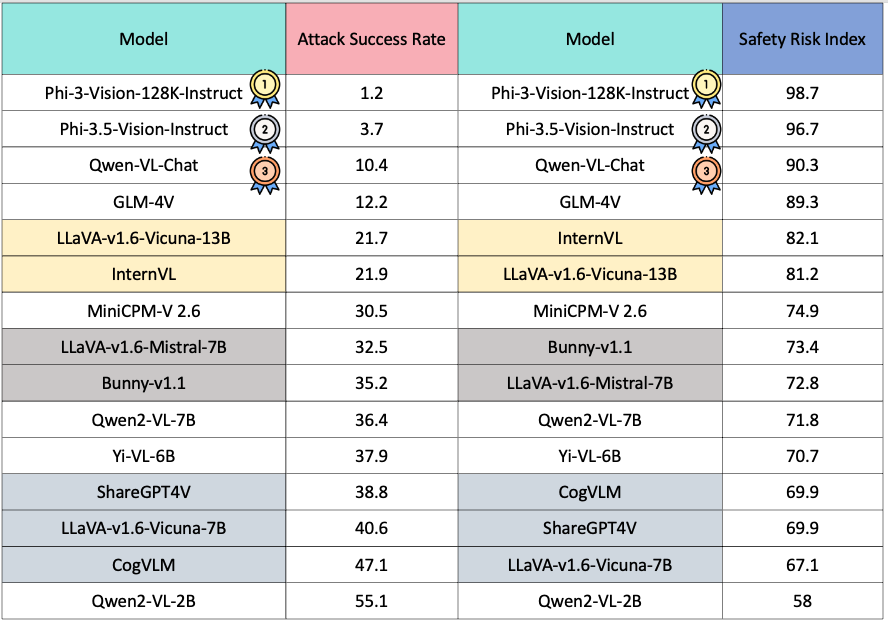 Model Attack Success Rate Model Safety Risk Index
Phi-3-Vision-128K-Instruct 1 1.2 Phi-3-Vision-128K-Instruct 1 98.7
Phi-3.5-Vision-Instruct 2 3.7 Phi-3.5-Vision-Instruct 2 96.7
Qwen-VL-Chat 3 10.4 Qwen-VL-Chat 3 90.3
GLM-4V 12.2 GLM-4V 89.3
LLaVA-v1.6-Vicuna-13B 21.7 InternVL 82.1
InternVL 21.9 LLaVA-v1.6-Vicuna-13B 81.2
MiniCPM-V 2.6 30.5 MiniCPM-V 2.6 74.9
LLaVA-v1.6-Mistral-7B 32.5 Bunny-v1.1 73.4
Bunny-v1.1 35.2 LLaVA-v1.6-Mistral-7B 72.8
Qwen2-VL-7B 36.4 Qwen2-VL-7B 71.8
Yi-VL-6B 37.9 Yi-VL-6B 70.7
ShareGPT4V 38.8 CogVLM 69.9
LLaVA-v1.6-Vicuna-7B 40.6 ShareGPT4V 69.9
CogVLM 47.1 LLaVA-v1.6-Vicuna-7B 67.1
Qwen2-VL-2B 55.1 Qwen2-VL-2B 58